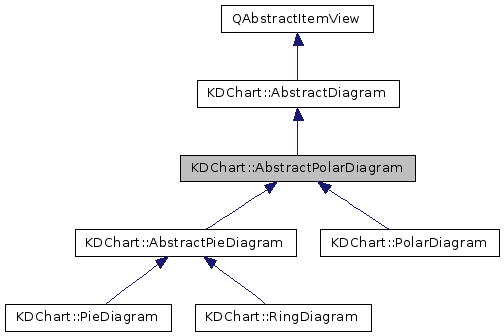 QAbstractItemView
KDChart::AbstractDiagram
KDChart::AbstractPolarDiagram
KDChart::AbstractPieDiagram
KDChart::PolarDiagram
KDChart::PieDiagram
KDChart::RingDiagram